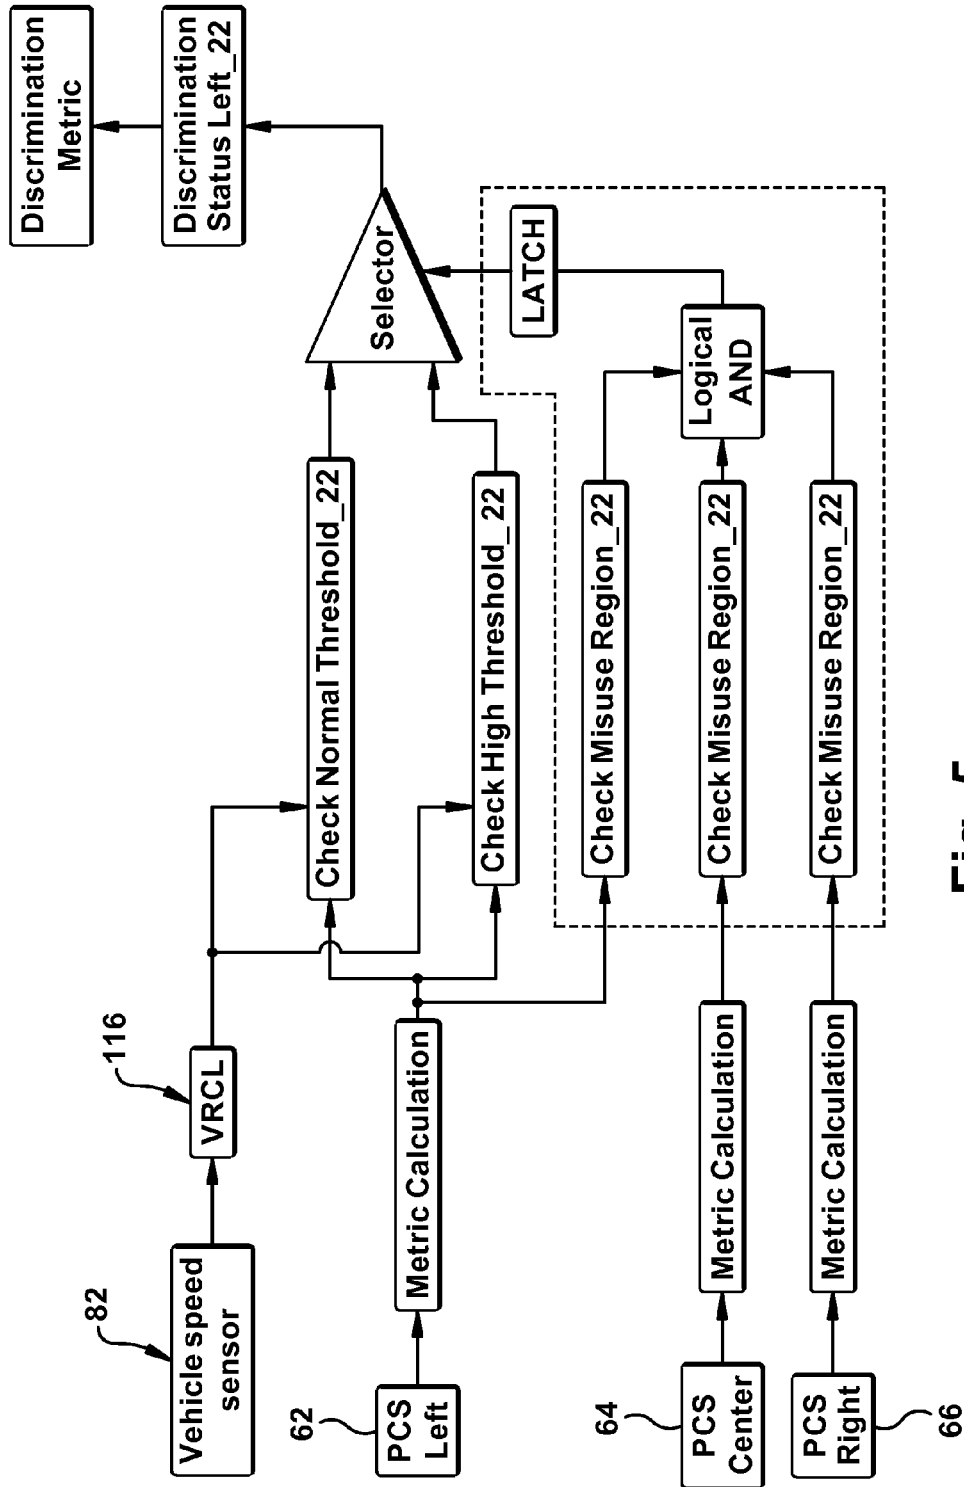 82
Vehicle speed
sensor
116
VRCL
Check Normal Threshold_22
Check High Threshold_22
Selector
Discrimination
Status Left_22
Discrimination
Metric
62
PCS
Left
Metric Calculation
Check Misuse Region_22
LATCH
Logical
AND
64
PCS
Center
Metric Calculation
Check Misuse Region_22
PCS
Right
66
Metric Calculation
Check Misuse Region_22